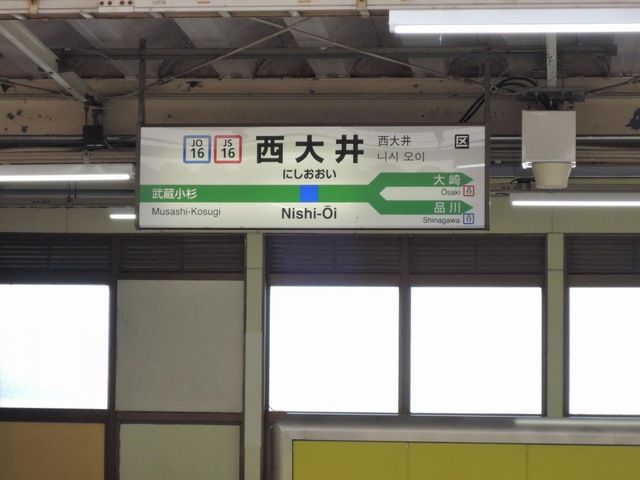 JO 16
JS 16
西大井
西大井
니시 오이
区
にしおおい
武蔵小杉
大崎
Musashi-Kosugi
Nishi-Ōi
Ōsaki
品川
Shinagawa